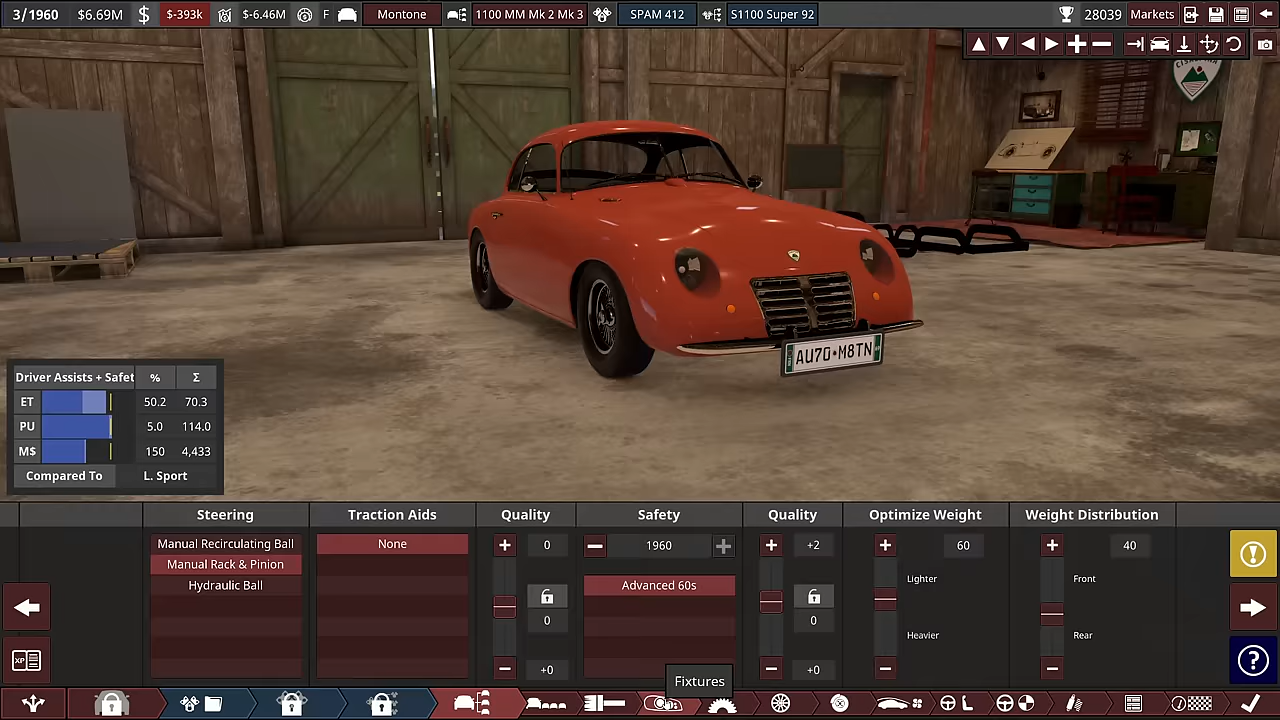 3/1960 $6.69M $-393k $-6.46M F Montone 1100 MM Mk 2 Mk 3 SPAM 412 S1100 Super 92 28039 Markets
AU70•M8TN
Driver Assists + Safet % Σ
ET 50.2 70.3
PU 5.0 114.0
M$ 150 4,433
Compared To L. Sport
Steering Traction Aids Quality Safety Quality Optimize Weight Weight Distribution
Manual Recirculating Ball None + 0 − 1960 + + +2 + 60 + 40
Manual Rack & Pinion
Hydraulic Ball
Advanced 60s
Lighter Front
0 0
Heavier Rear
− +0 − +0 − −
XP
Fixtures
?